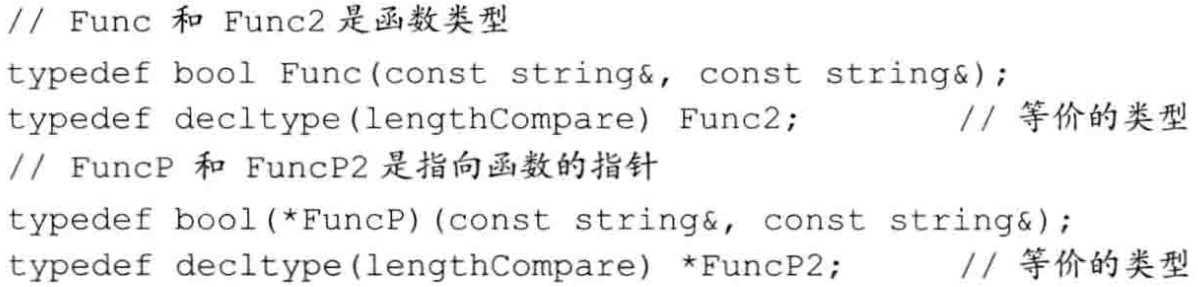 // Func 和 Func2 是函数类型
typedef bool Func(const string&, const string&);
typedef decltype(lengthCompare) Func2; // 等价的类型
// FuncP 和 FuncP2 是指向函数的指针
typedef bool(*FuncP)(const string&, const string&);
typedef decltype(lengthCompare) *FuncP2; // 等价的类型